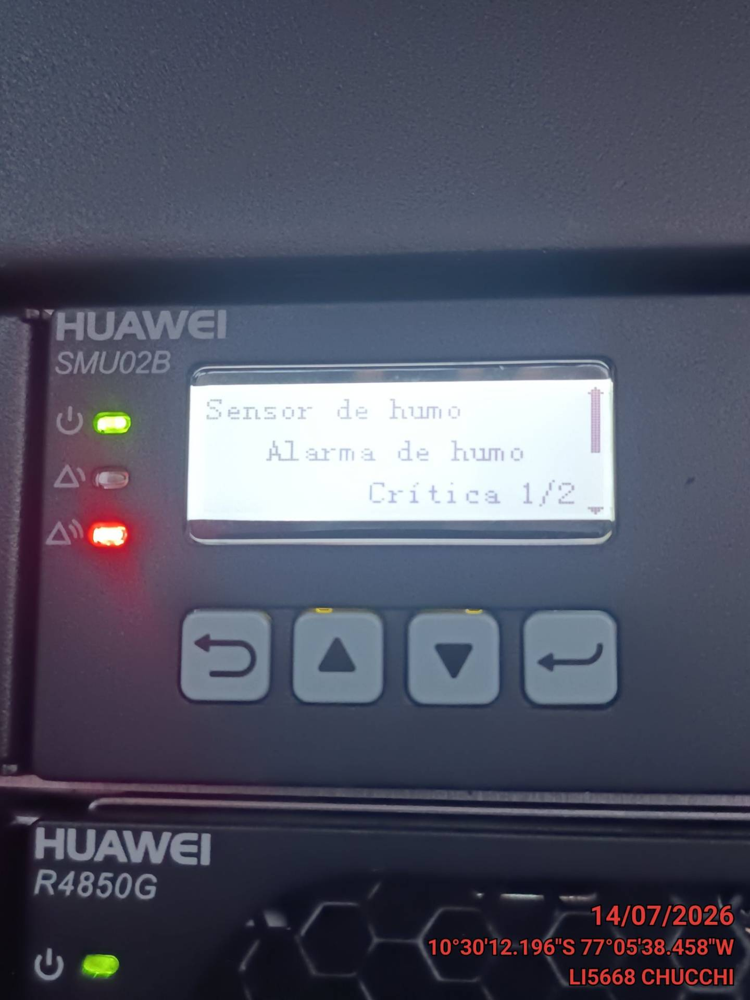 HUAWEI
SMU02B
Sensor de humo
Alarma de humo
Crítica 1/2
HUAWEI
R4850G
14/07/2026
10°30'12.196"S 77°05'38.458"W
LI5668 CHUCCHI